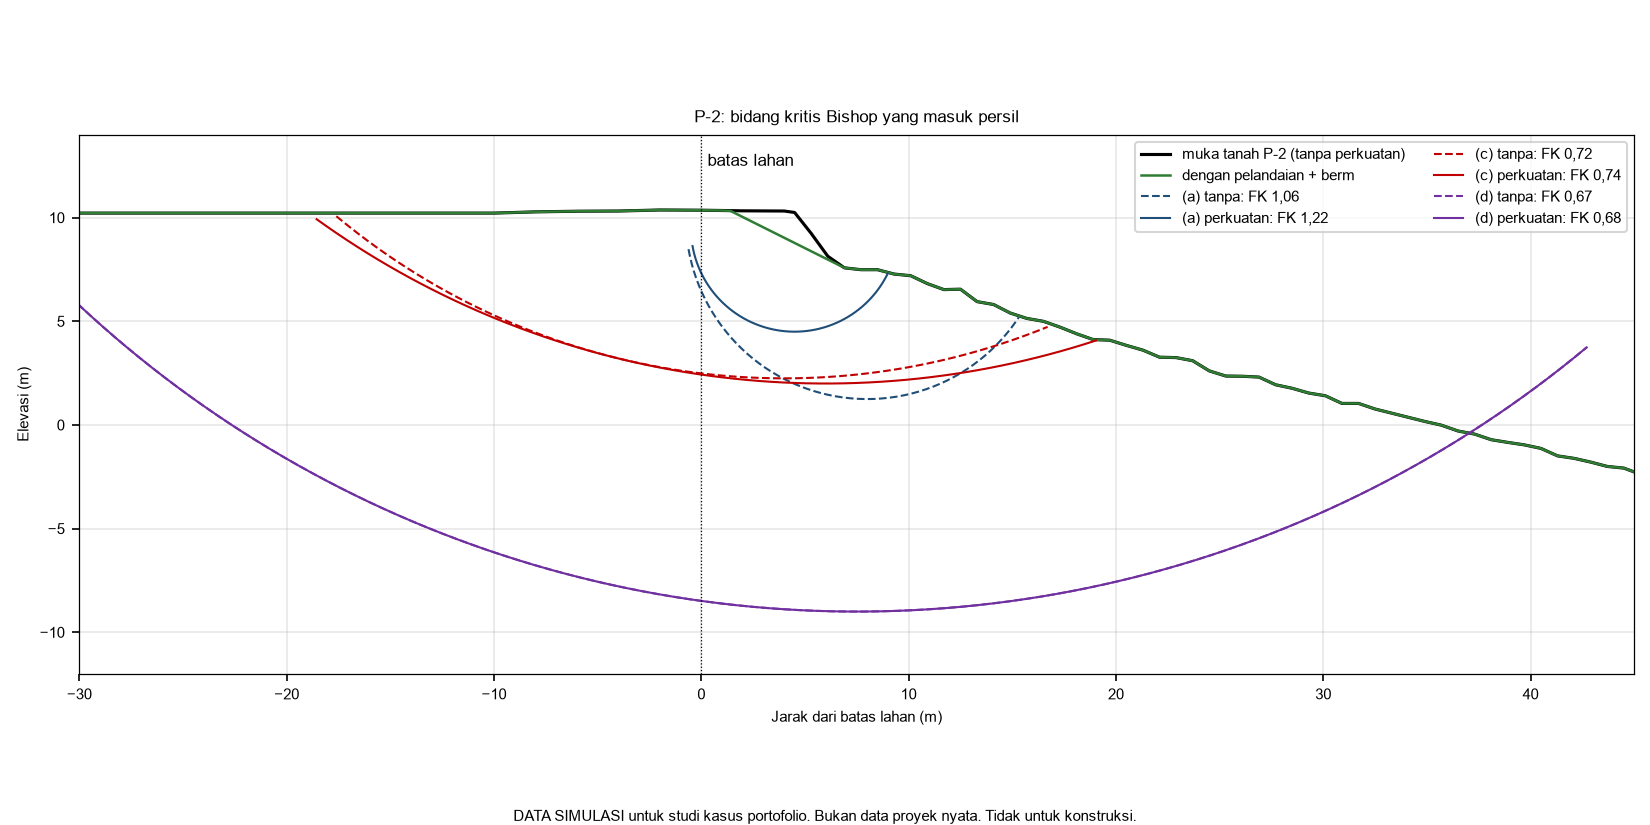 P-2: bidang kritis Bishop yang masuk persil
batas lahan
muka tanah P-2 (tanpa perkuatan)
dengan pelandaian + berm
(a) tanpa: FK 1,06
(a) perkuatan: FK 1,22
(c) tanpa: FK 0,72
(c) perkuatan: FK 0,74
(d) tanpa: FK 0,67
(d) perkuatan: FK 0,68
Elevasi (m)
10
5
0
−5
−10
−30
−20
−10
0
10
20
30
40
Jarak dari batas lahan (m)
DATA SIMULASI untuk studi kasus portofolio. Bukan data proyek nyata. Tidak untuk konstruksi.